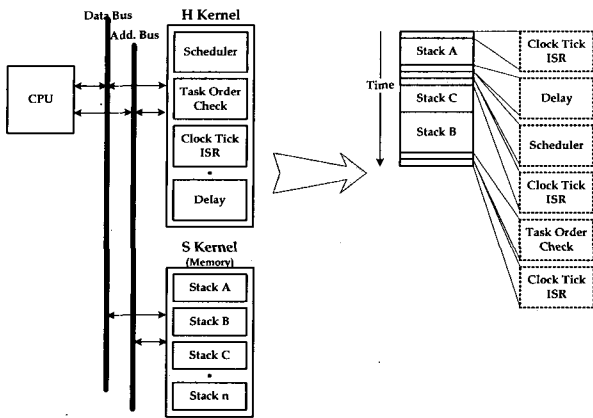 Data Bus
Add. Bus
CPU
H Kernel
Scheduler
Task Order
Check
Clock Tick
ISR
Delay
S Kernel
(Memory)
Stack A
Stack B
Stack C
Stack n
Time
Stack A
Stack C
Stack B
Clock Tick
ISR
Delay
Scheduler
Clock Tick
ISR
Task Order
Check
Clock Tick
ISR